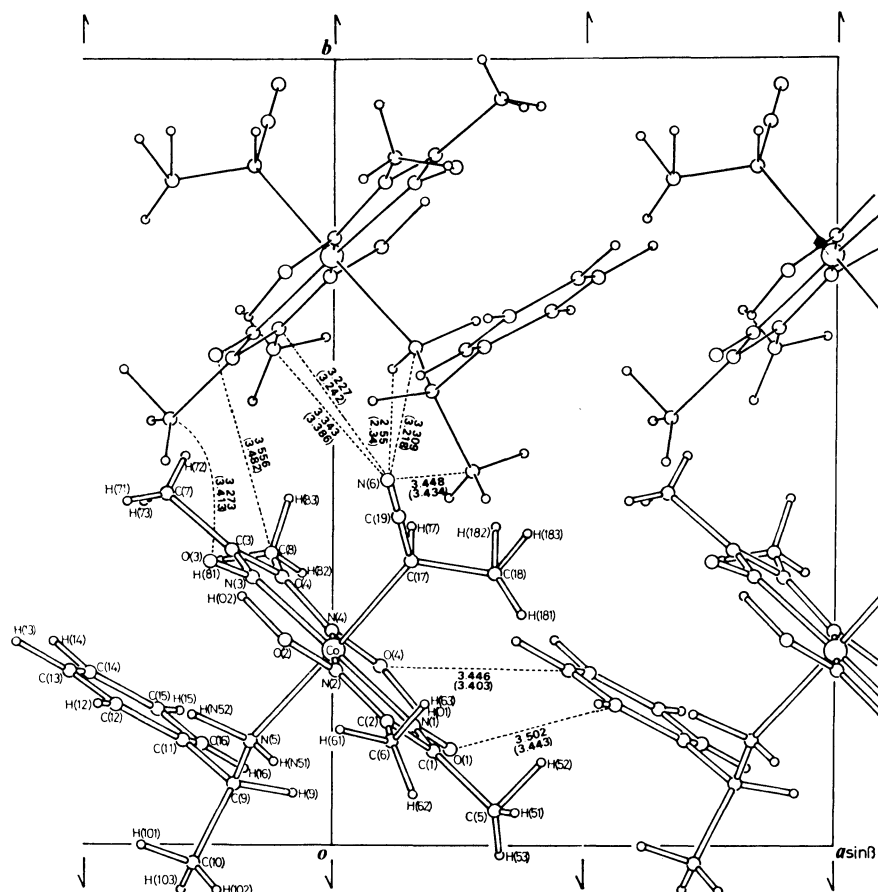 b
3.227
(3.242)
3.343
(3.386)
2.55
(2.34)
3.309
(3.218)
3.556
(3.482)
3.273
(3.413)
3.448
(3.434)
N(6)
H(72)
H(71)
C(7)
H(73)
H(83)
C(19)
H(17)
H(182)
H(183)
C(3)
C(8)
O(3)
H(81)
H(82)
N(3)
C(4)
C(17)
C(18)
H(02)
H(181)
N(4)
H(13)
H(14)
O(2)
Co
O(4)
3.446
(3.403)
C(14)
C(13)
N(2)
C(15)
H(15)
H(63)
H(01)
H(12)
C(12)
H(N52)
C(2)
N(1)
3.502
(3.443)
C(11)
C(16)
N(5)
H(61)
C(6)
O(1)
C(1)
H(16)
H(N51)
H(52)
C(9)
H(9)
H(62)
C(5)
H(51)
H(101)
o
H(53)
a sinβ
C(10)
H(103)
H(102)